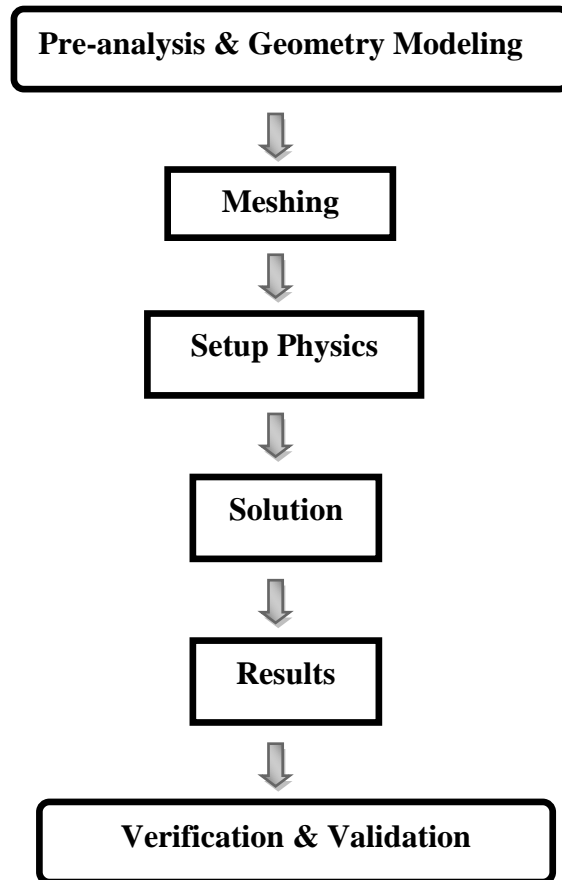 Pre-analysis & Geometry Modeling
Meshing
Setup Physics
Solution
Results
Verification & Validation